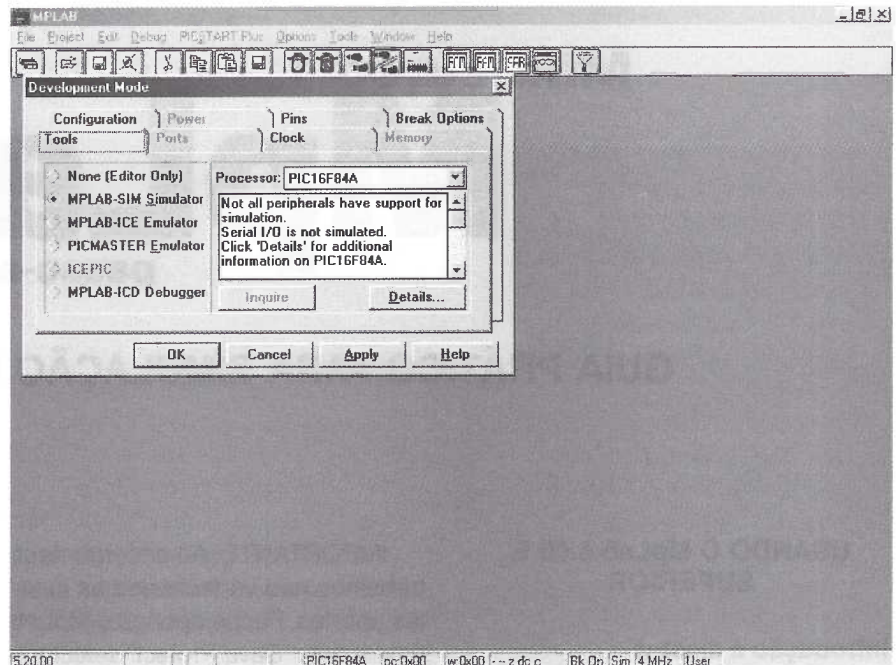 MPLAB
File Project Edit Debug PICSTART Plus Options Tools Window Help
Development Mode
Configuration Power Pins Break Options
Tools Ports Clock Memory
None (Editor Only)
MPLAB-SIM Simulator
MPLAB-ICE Emulator
PICMASTER Emulator
ICEPIC
MPLAB-ICD Debugger
Processor: PIC16F84A
Not all peripherals have support for
simulation.
Serial I/O is not simulated.
Click 'Details' for additional
information on PIC16F84A.
Inquire Details...
OK Cancel Apply Help
5.20.00 PIC16F84A pc:0x00 w:0x00 -- z dc c Bk On Sim 4 MHz User